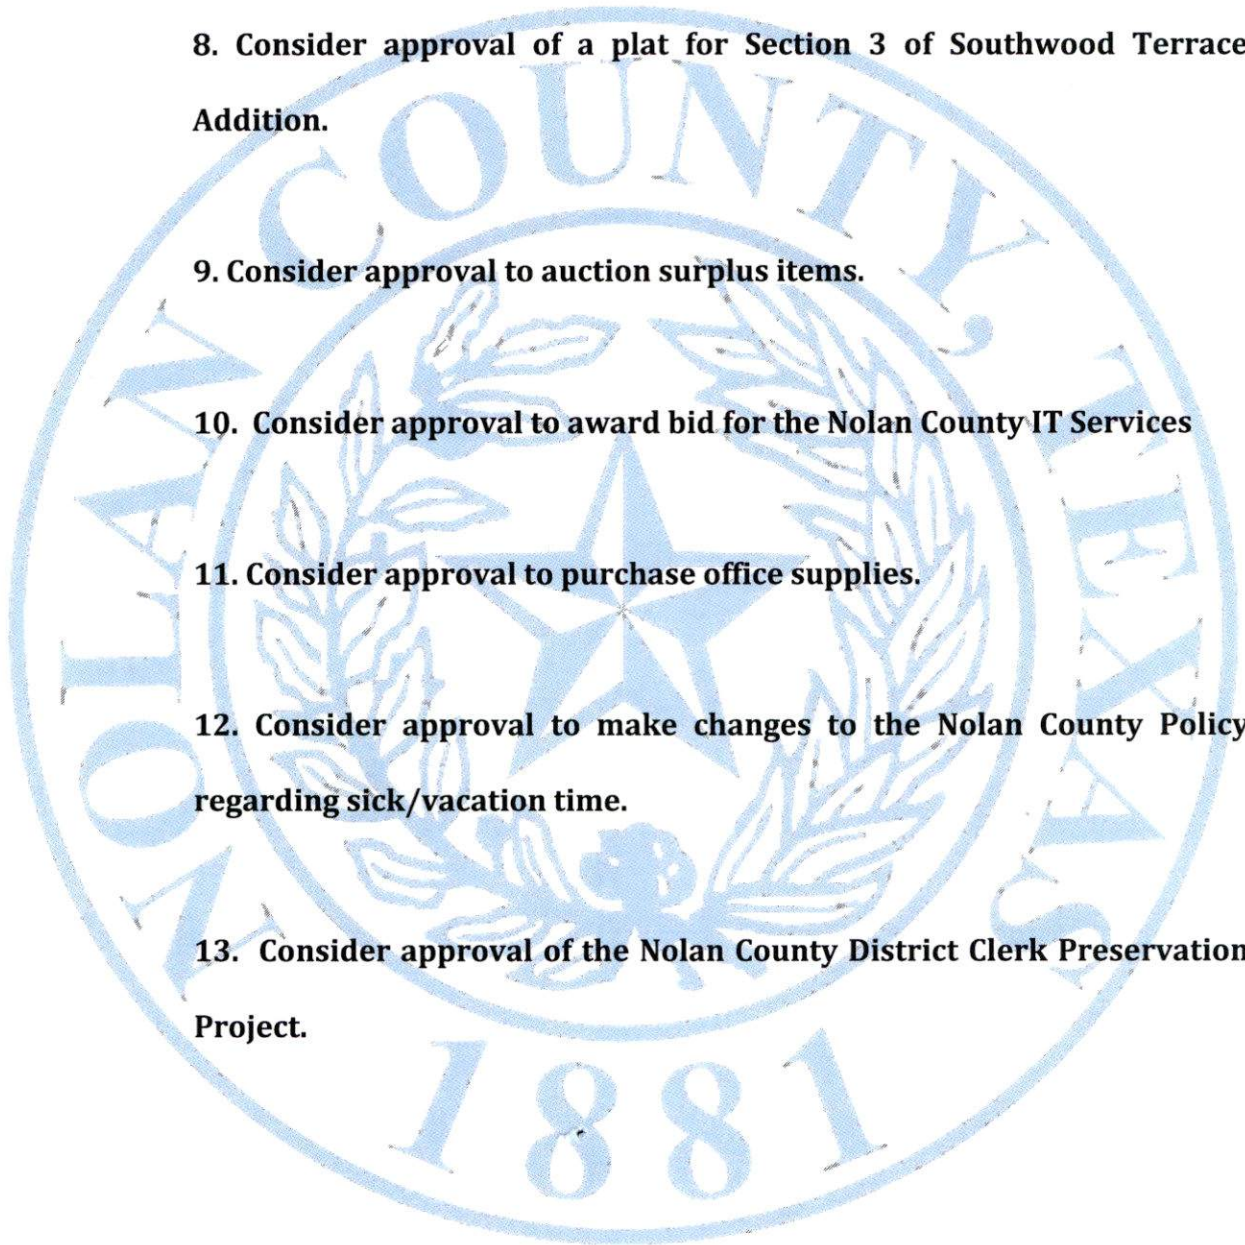 8. Consider approval of a plat for Section 3 of Southwood Terrace
Addition.
9. Consider approval to auction surplus items.
10. Consider approval to award bid for the Nolan County IT Services
11. Consider approval to purchase office supplies.
12. Consider approval to make changes to the Nolan County Policy
regarding sick/vacation time.
13. Consider approval of the Nolan County District Clerk Preservation
Project.
NOLAN COUNTY, TEXAS
1881